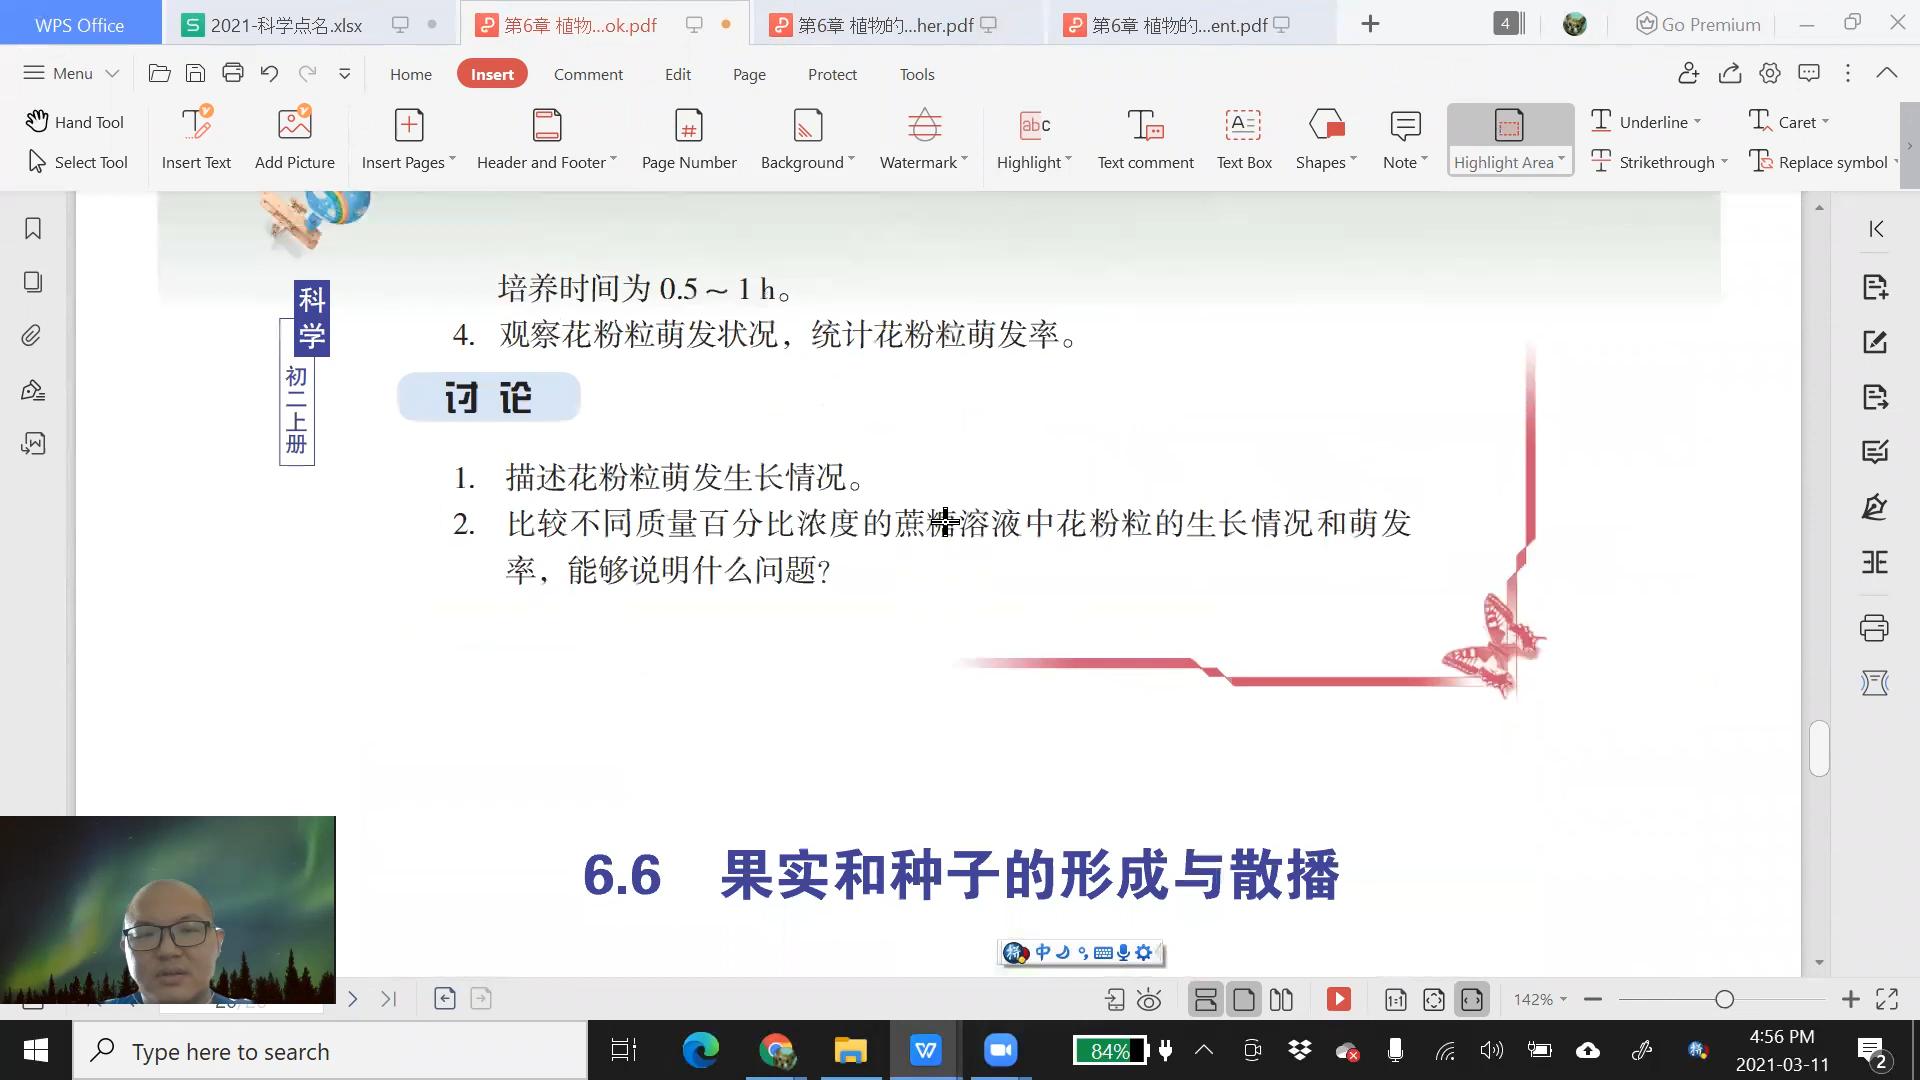 WPS Office
2021-科学点名.xlsx
第6章 植物...ok.pdf
第6章 植物的...her.pdf
第6章 植物的...ent.pdf
4
Go Premium
Menu
Home
Insert
Comment
Edit
Page
Protect
Tools
Hand Tool
Select Tool
Insert Text
Add Picture
Insert Pages
Header and Footer
Page Number
Background
Watermark
Highlight
Text comment
Text Box
Shapes
Note
Highlight Area
Underline
Caret
Strikethrough
Replace symbol
培养时间为 0.5 ~ 1 h。
4. 观察花粉粒萌发状况，统计花粉粒萌发率。
科学
初二上册
讨 论
1. 描述花粉粒萌发生长情况。
2. 比较不同质量百分比浓度的蔗糖溶液中花粉粒的生长情况和萌发
率，能够说明什么问题?
6.6 果实和种子的形成与散播
中
142%
Type here to search
84%
4:56 PM
2021-03-11
2